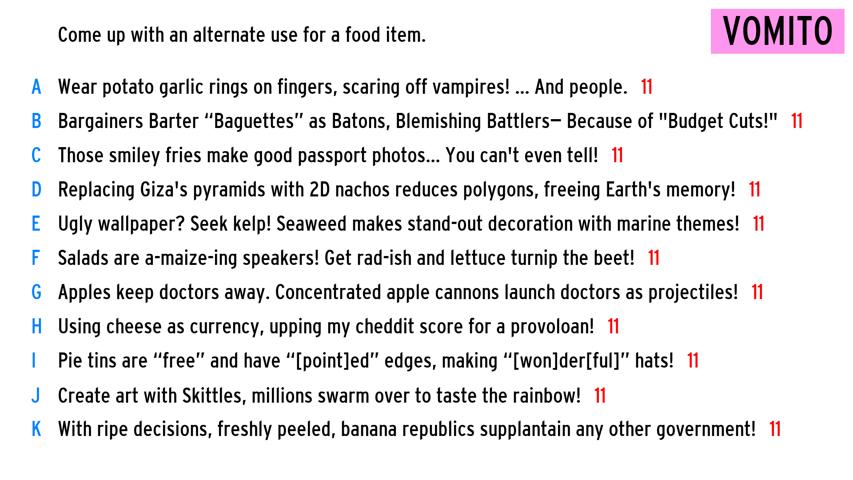 Come up with an alternate use for a food item.
VOMITO
A Wear potato garlic rings on fingers, scaring off vampires! ... And people. 11
B Bargainers Barter “Baguettes” as Batons, Blemishing Battlers— Because of "Budget Cuts!" 11
C Those smiley fries make good passport photos... You can't even tell! 11
D Replacing Giza's pyramids with 2D nachos reduces polygons, freeing Earth's memory! 11
E Ugly wallpaper? Seek kelp! Seaweed makes stand-out decoration with marine themes! 11
F Salads are a-maize-ing speakers! Get rad-ish and lettuce turnip the beet! 11
G Apples keep doctors away. Concentrated apple cannons launch doctors as projectiles! 11
H Using cheese as currency, upping my cheddit score for a provoloan! 11
I Pie tins are “free” and have “[point]ed” edges, making “[won]der[ful]” hats! 11
J Create art with Skittles, millions swarm over to taste the rainbow! 11
K With ripe decisions, freshly peeled, banana republics supplantain any other government! 11